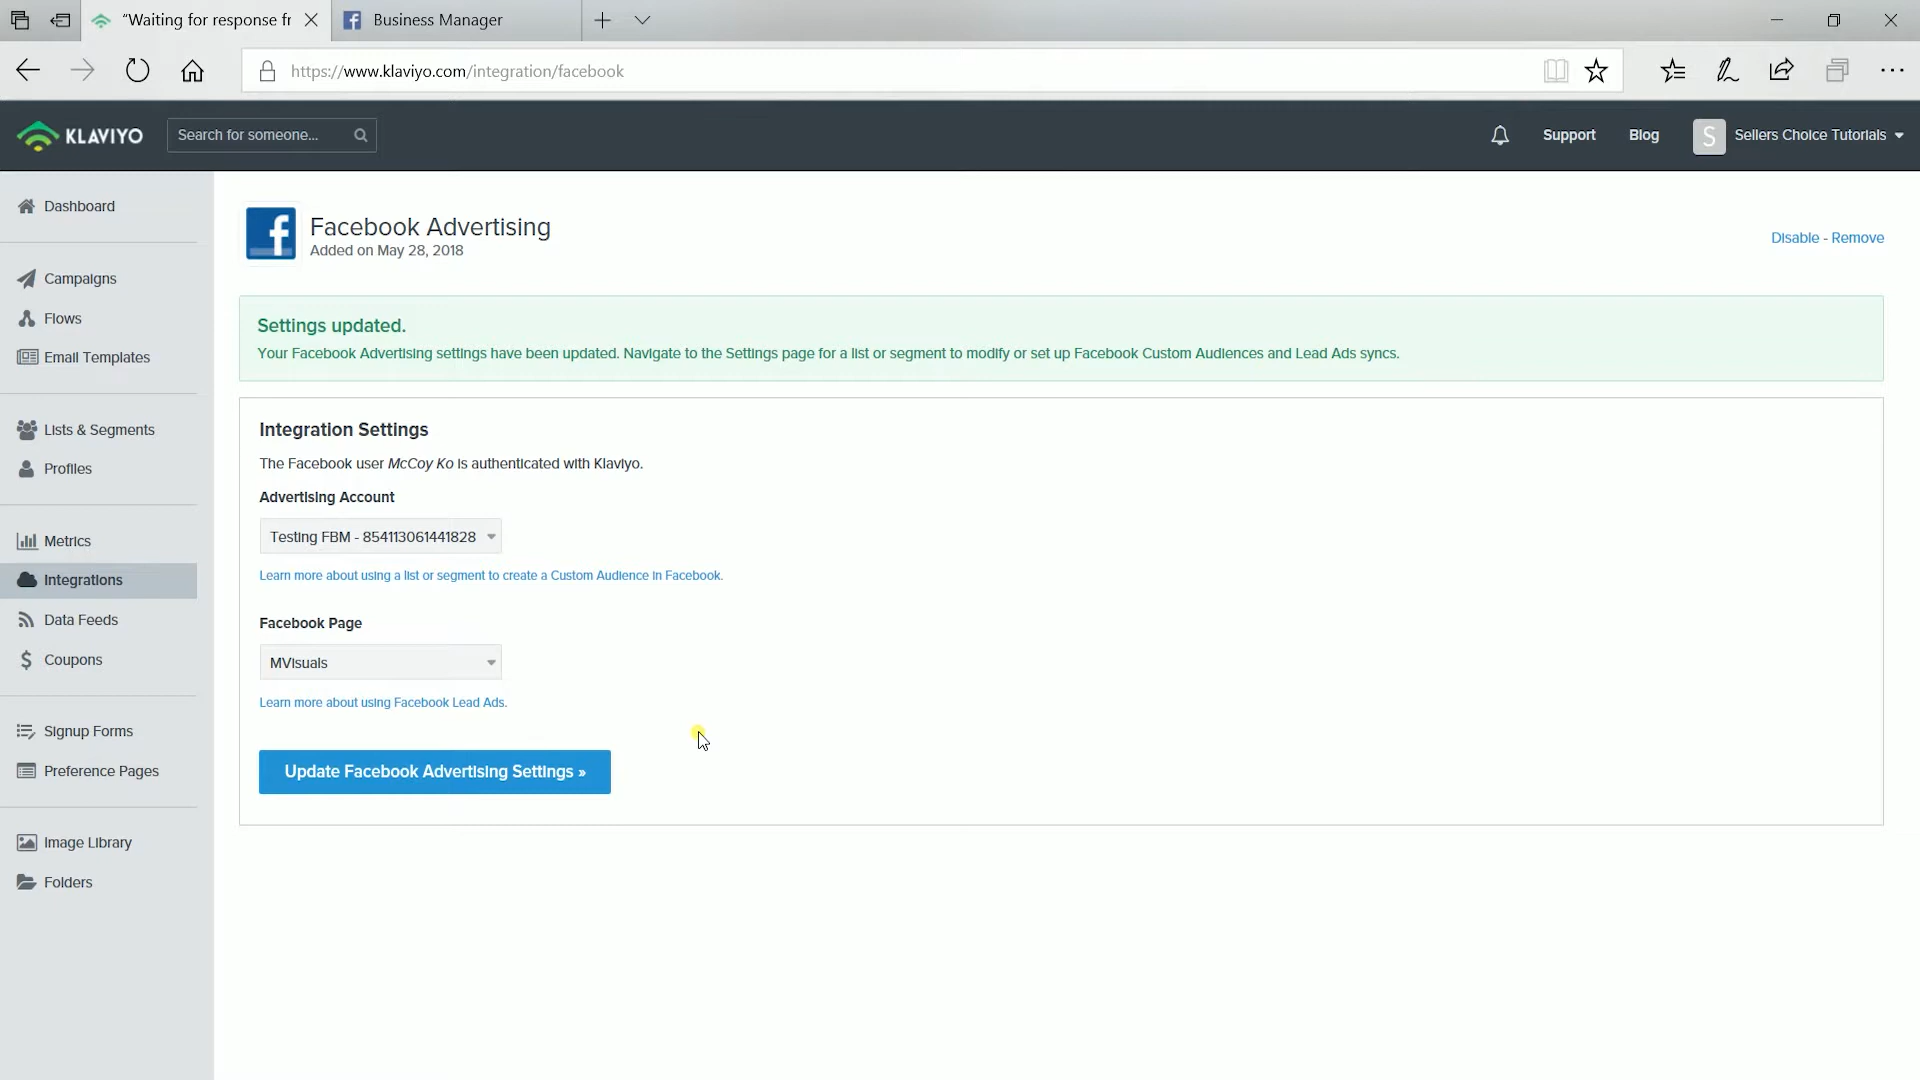 “Waiting for response fr
Business Manager
https://www.klaviyo.com/integration/facebook
KLAVIYO
Search for someone...
Support
Blog
S
Sellers Choice Tutorials
Dashboard
Campaigns
Flows
Email Templates
Lists & Segments
Profiles
Metrics
Integrations
Data Feeds
Coupons
Signup Forms
Preference Pages
Image Library
Folders
Facebook Advertising
Added on May 28, 2018
Disable - Remove
Settings updated.
Your Facebook Advertising settings have been updated. Navigate to the Settings page for a list or segment to modify or set up Facebook Custom Audiences and Lead Ads syncs.
Integration Settings
The Facebook user McCoy Ko is authenticated with Klaviyo.
Advertising Account
Testing FBM - 854113061441828
Learn more about using a list or segment to create a Custom Audience in Facebook.
Facebook Page
MVisuals
Learn more about using Facebook Lead Ads.
Update Facebook Advertising Settings »